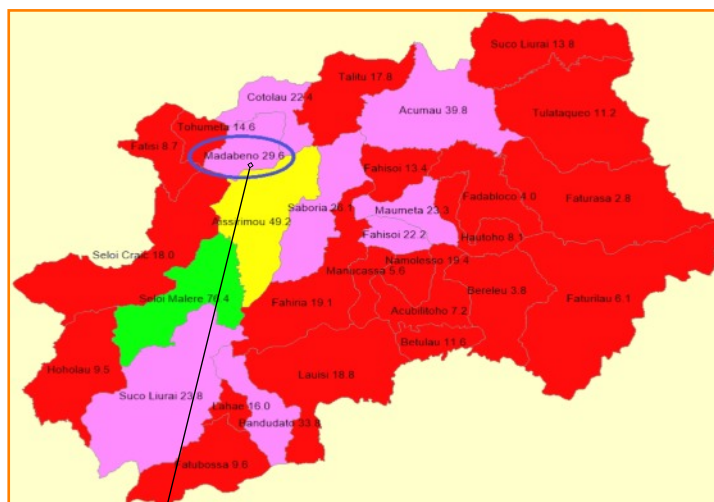 Suco Liurai 13.8
Talitu 17.8
Cotolau 22.4
Acumau 39.8
Tulataqueo 11.2
Tohumeta 14.6
Fatisi 8.7
Madabeno 29.6
Fahisoi 13.4
Fadabloco 4.0
Faturasa 2.8
Saboria 26.1
Maumeta 23.3
Aissirimou 49.2
Fahisoi 22.2
Hautoho 8.1
Seloi Craic 18.0
Namolesso 19.4
Manucassa 5.6
Bereleu 3.8
Seloi Malere 76.4
Fahiria 19.1
Acubilitoho 7.2
Faturilau 6.1
Betulau 11.6
Hoholau 9.5
Lauisi 18.8
Suco Liurai 23.8
Lahae 16.0
Bandudato 33.8
Fatubossa 9.6